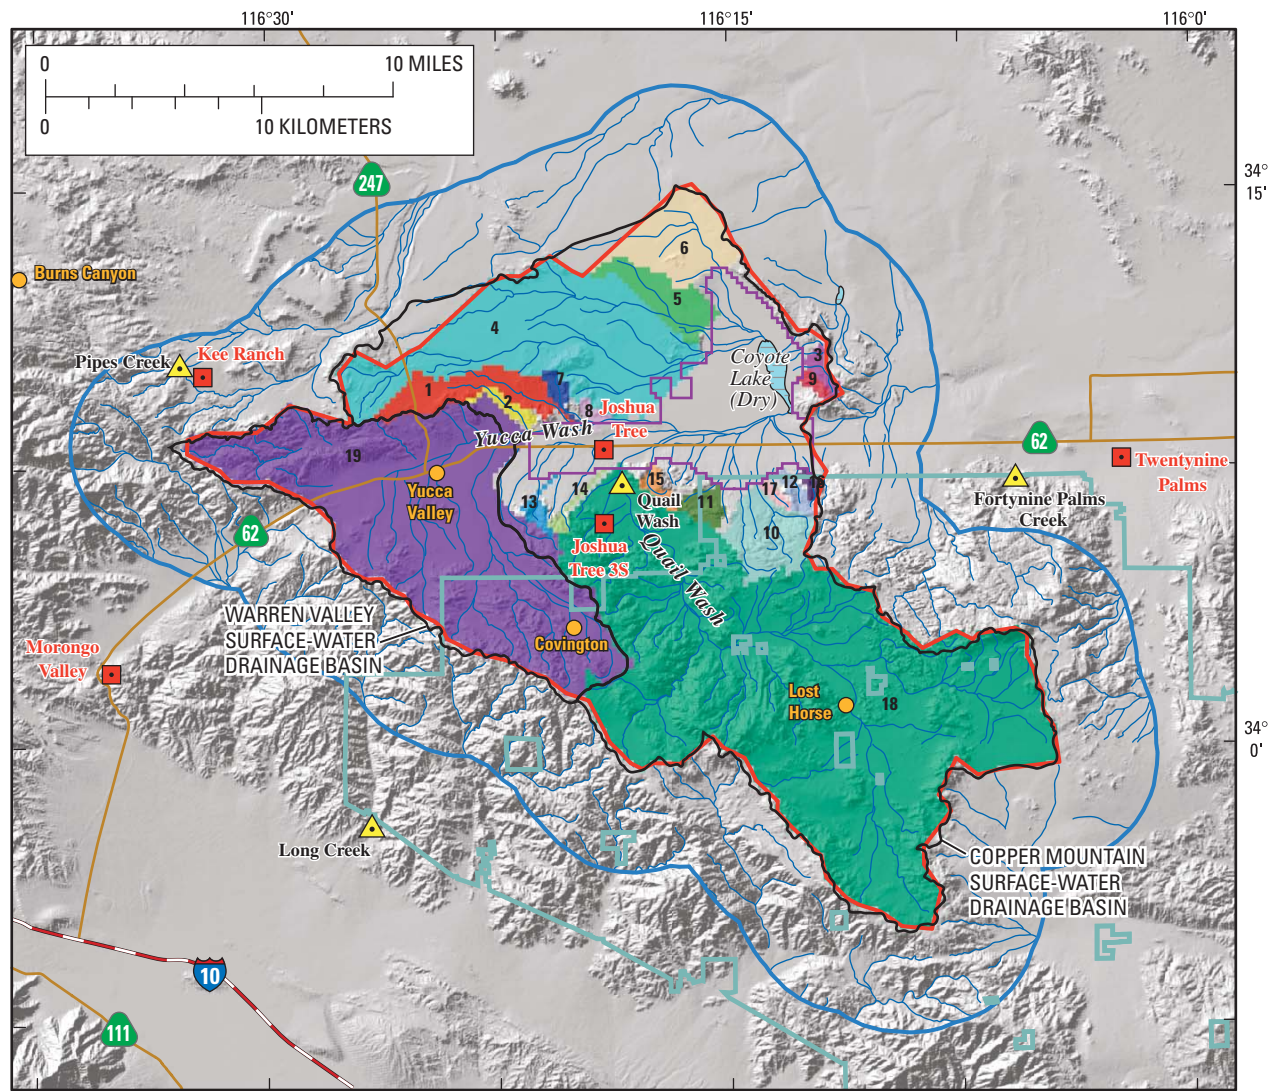 116°30'
116°15'
116°0'
0
10 MILES
0
10 KILOMETERS
247
34°
15'
6
Burns Canyon
5
4
Pipes Creek
Kee Ranch
Coyote
Lake
(Dry)
3
7
9
1
2
8
Joshua
Tree
Yucca Wash
62
19
Twentynine
Palms
Yucca
Valley
15
14
13
Quail
Wash
11
17
12
16
Fortynine Palms
Creek
10
62
Joshua
Tree 3S
Quail Wash
WARREN VALLEY
SURFACE-WATER
DRAINAGE BASIN
Covington
Morongo
Valley
Lost
Horse
18
34°
0'
Long Creek
COPPER MOUNTAIN
SURFACE-WATER
DRAINAGE BASIN
10
111